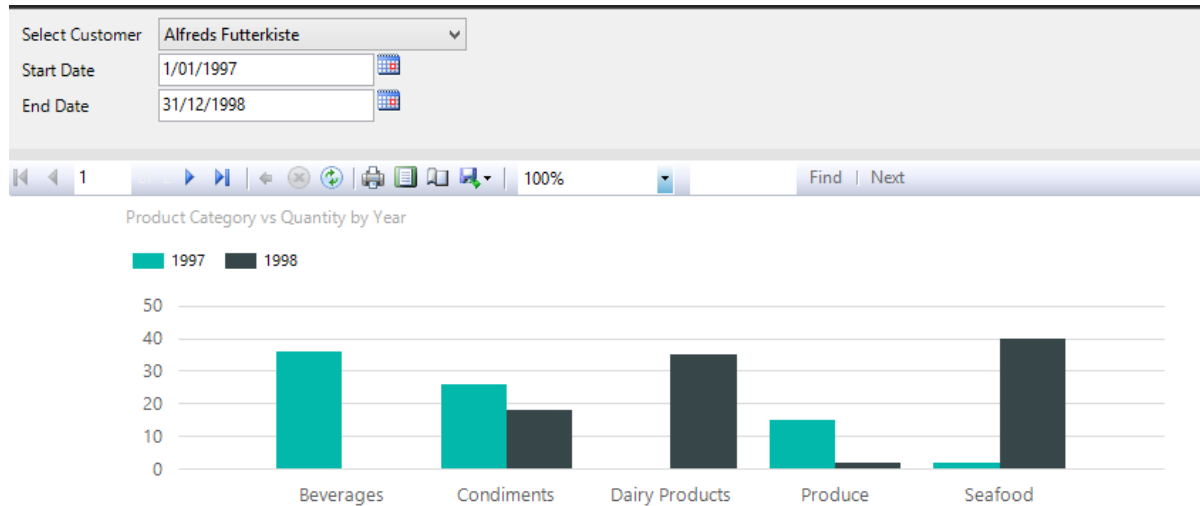 Select Customer Alfreds Futterkiste
Start Date 1/01/1997
End Date 31/12/1998
1 100% Find | Next
Product Category vs Quantity by Year
1997 1998
50
40
30
20
10
0
Beverages Condiments Dairy Products Produce Seafood